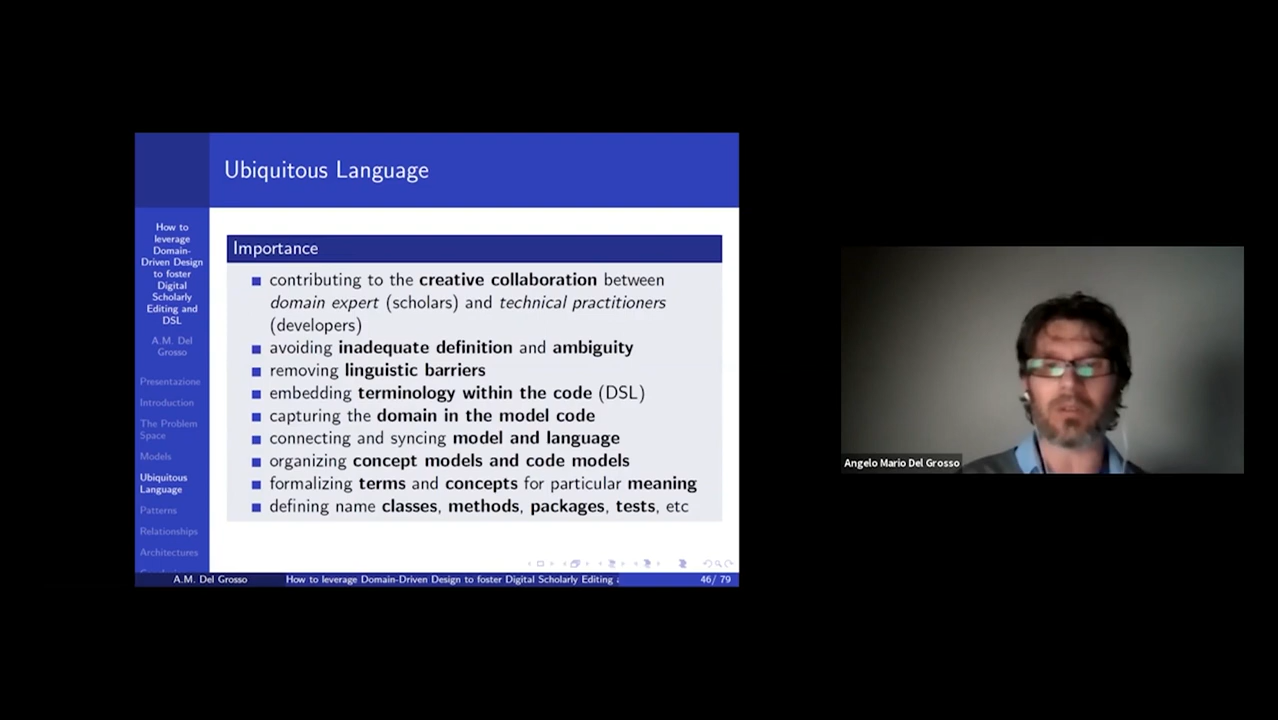 Ubiquitous Language
How to
leverage
Domain-
Driven Design
to foster
Digital
Scholarly
Editing and
DSL
A.M. Del
Grosso
Presentazione
Introduction
The Problem
Space
Models
Ubiquitous
Language
Patterns
Relationships
Architectures
Importance
contributing to the creative collaboration between
domain expert (scholars) and technical practitioners
(developers)
avoiding inadequate definition and ambiguity
removing linguistic barriers
embedding terminology within the code (DSL)
capturing the domain in the model code
connecting and syncing model and language
organizing concept models and code models
formalizing terms and concepts for particular meaning
defining name classes, methods, packages, tests, etc
A.M. Del Grosso
How to leverage Domain-Driven Design to foster Digital Scholarly Editing
46/ 79
Angelo Mario Del Grosso